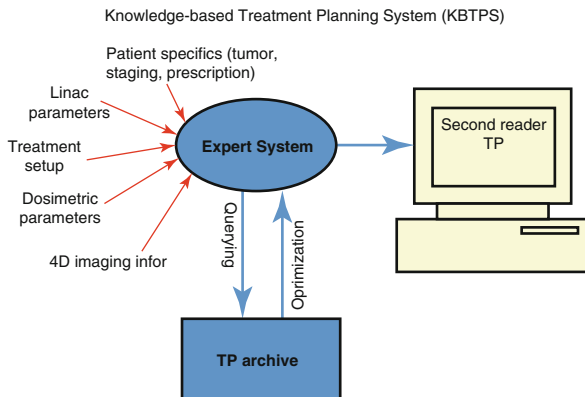 Knowledge-based Treatment Planning System (KBTPS)
Patient specifics (tumor,
staging, prescription)
Linac
parameters
Treatment
setup
Dosimetric
parameters
4D imaging infor
Expert System
Second reader
TP
Querying
Oprimization
TP archive